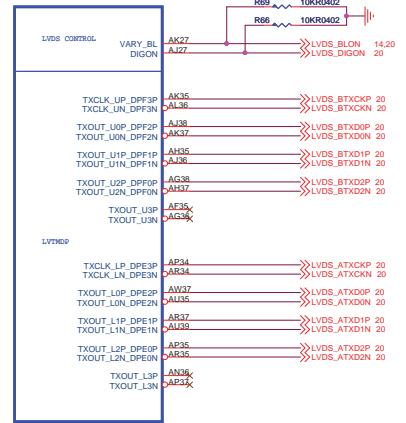 R69 10KR0402
R66 10KR0402
LVDS CONTROL
VARY_BL AK27 LVDS_BLON 14,20
DIGON AJ27 LVDS_DIGON 20
TXCLK_UP_DPF3P AK35 LVDS_BTXCKP 20
TXCLK_UN_DPF3N AL36 LVDS_BTXCKN 20
TXOUT_U0P_DPF2P AJ38 LVDS_BTXD0P 20
TXOUT_U0N_DPF2N AK37 LVDS_BTXD0N 20
TXOUT_U1P_DPF1P AH35 LVDS_BTXD1P 20
TXOUT_U1N_DPF1N AJ36 LVDS_BTXD1N 20
TXOUT_U2P_DPF0P AG38 LVDS_BTXD2P 20
TXOUT_U2N_DPF0N AH37 LVDS_BTXD2N 20
TXOUT_U3P AF35
TXOUT_U3N AG36
LVTMDP
TXCLK_LP_DPE3P AP34 LVDS_ATXCKP 20
TXCLK_LN_DPE3N AR34 LVDS_ATXCKN 20
TXOUT_L0P_DPE2P AW37 LVDS_ATXD0P 20
TXOUT_L0N_DPE2N AU35 LVDS_ATXD0N 20
TXOUT_L1P_DPE1P AR37 LVDS_ATXD1P 20
TXOUT_L1N_DPE1N AU39 LVDS_ATXD1N 20
TXOUT_L2P_DPE0P AP35 LVDS_ATXD2P 20
TXOUT_L2N_DPE0N AR35 LVDS_ATXD2N 20
TXOUT_L3P AN36
TXOUT_L3N AP37